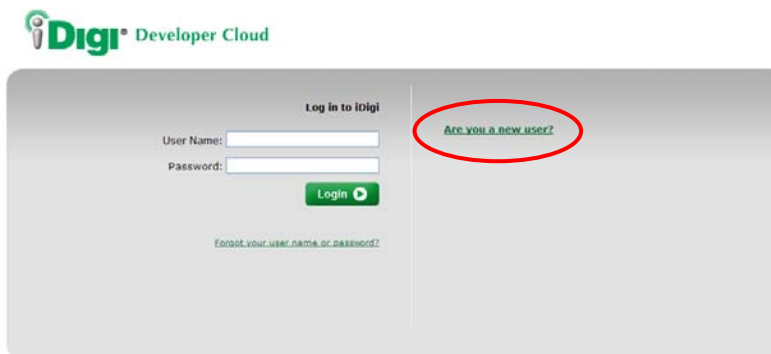 iDigi® Developer Cloud
Log in to iDigi
User Name:
Password:
Login
Forgot your user name or password?
Are you a new user?